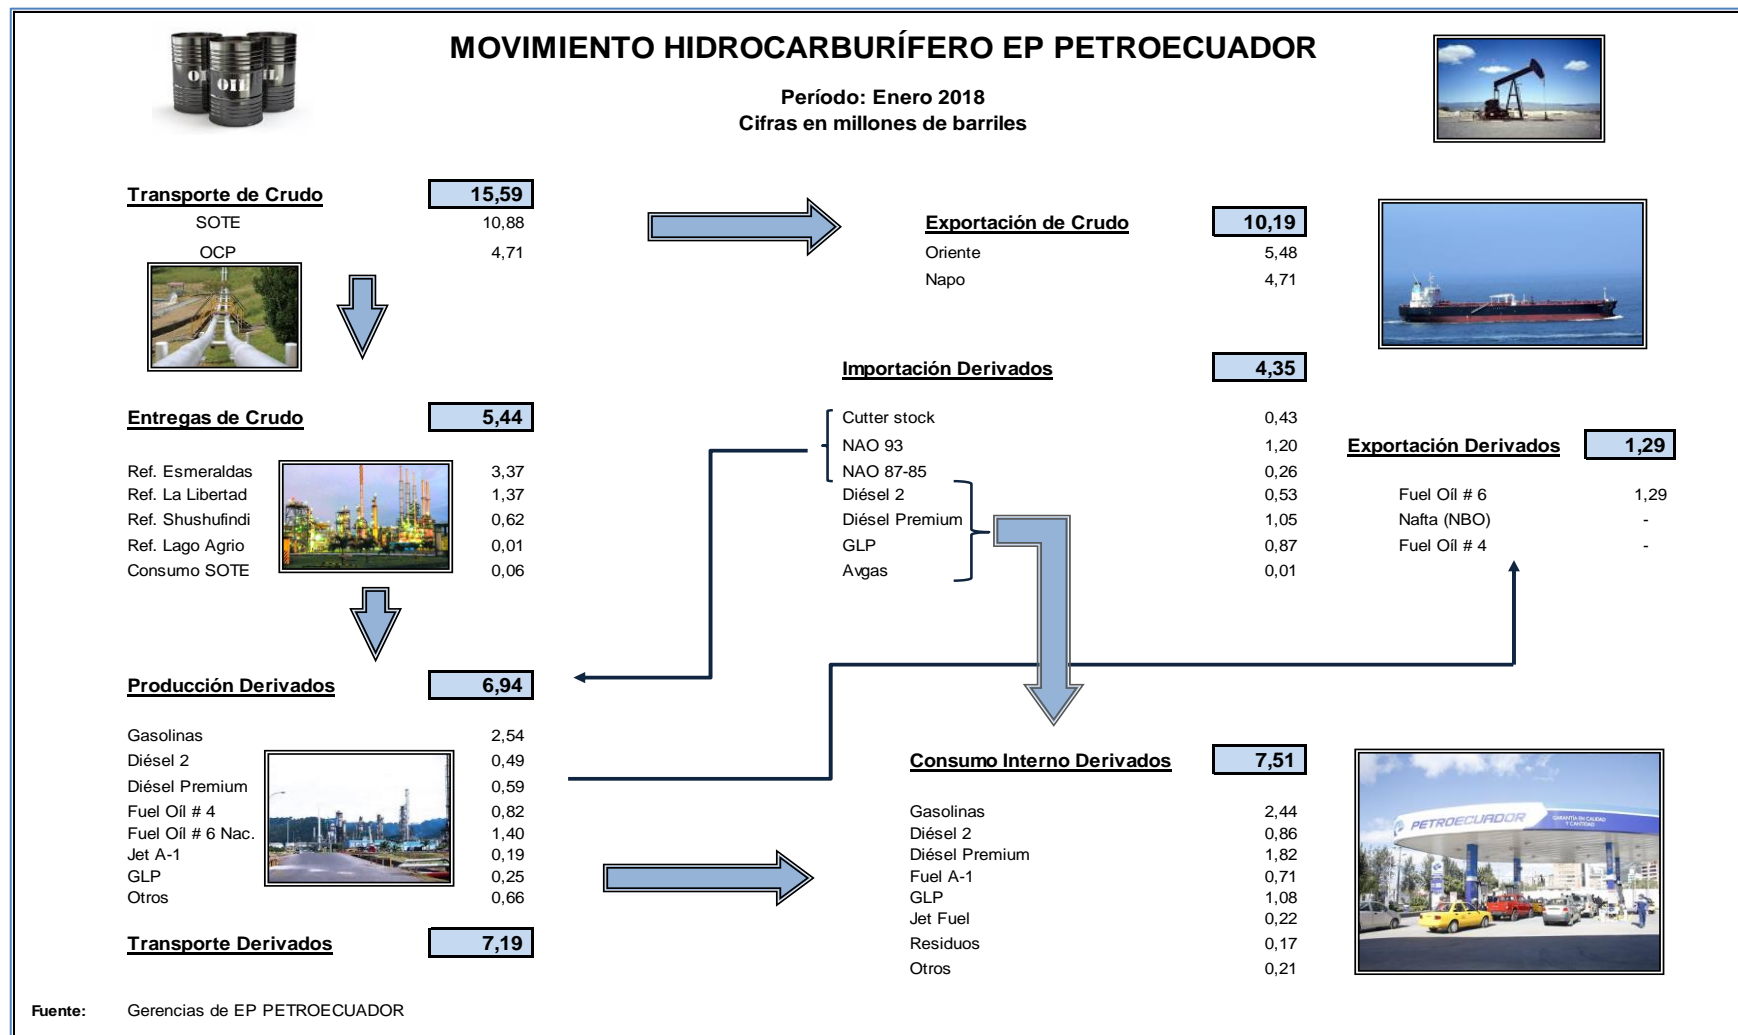 MOVIMIENTO HIDROCARBURÍFERO EP PETROECUADOR
Período: Enero 2018
Cifras en millones de barriles
OIL
Transporte de Crudo 15,59
SOTE 10,88
OCP 4,71
Exportación de Crudo 10,19
Oriente 5,48
Napo 4,71
Importación Derivados 4,35
Cutter stock 0,43
NAO 93 1,20
NAO 87-85 0,26
Diésel 2 0,53
Diésel Premium 1,05
GLP 0,87
Avgas 0,01
Entregas de Crudo 5,44
Ref. Esmeraldas 3,37
Ref. La Libertad 1,37
Ref. Shushufindi 0,62
Ref. Lago Agrio 0,01
Consumo SOTE 0,06
Exportación Derivados 1,29
Fuel Oíl # 6 1,29
Nafta (NBO) -
Fuel Oíl # 4 -
Producción Derivados 6,94
Gasolinas 2,54
Diésel 2 0,49
Diésel Premium 0,59
Fuel Oíl # 4 0,82
Fuel Oíl # 6 Nac. 1,40
Jet A-1 0,19
GLP 0,25
Otros 0,66
Transporte Derivados 7,19
Consumo Interno Derivados 7,51
Gasolinas 2,44
Diésel 2 0,86
Diésel Premium 1,82
Fuel A-1 0,71
GLP 1,08
Jet Fuel 0,22
Residuos 0,17
Otros 0,21
PETROECUADOR
GARANTÍA EN CALIDAD
Y CANTIDAD
Fuente: Gerencias de EP PETROECUADOR